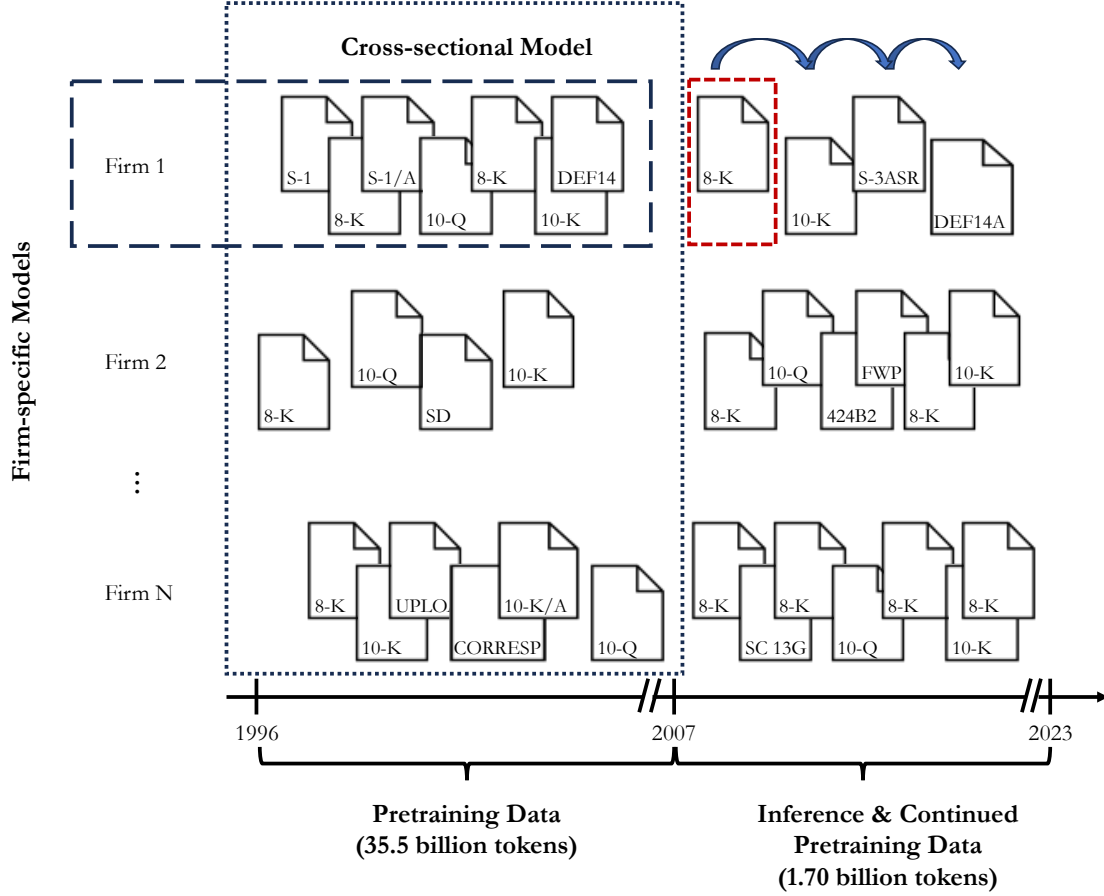 Cross-sectional Model
Firm-specific Models
Firm 1
S-1
8-K
S-1/A
10-Q
8-K
10-K
DEF14
8-K
10-K
S-3ASR
DEF14A
Firm 2
8-K
10-Q
SD
10-K
8-K
10-Q
424B2
FWP
8-K
10-K
⋮
Firm N
8-K
10-K
UPLOA
CORRESP
10-K/A
10-Q
8-K
SC 13G
8-K
10-Q
8-K
10-K
8-K
1996
2007
2023
Pretraining Data
(35.5 billion tokens)
Inference & Continued
Pretraining Data
(1.70 billion tokens)